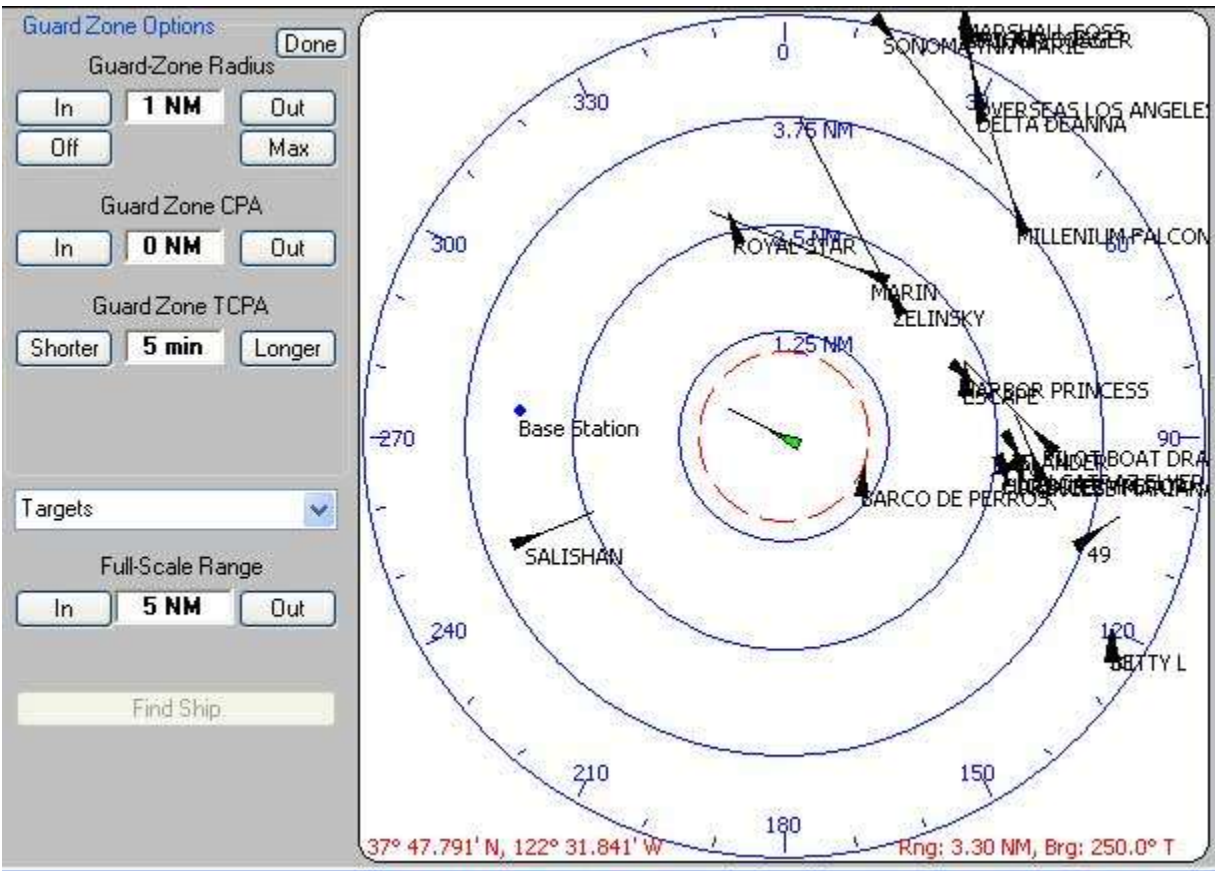 Guard Zone Options
Done
Guard-Zone Radius
In 1 NM Out
Off Max
Guard Zone CPA
In 0 NM Out
Guard Zone TCPA
Shorter 5 min Longer
Targets
Full-Scale Range
In 5 NM Out
Find Ship
0
30
60
90
120
150
180
210
240
270
300
330
3.75 NM
2.5 NM
1.25 NM
MARSHALL FOSS
SONOMA
OVERSEAS LOS ANGELES
DELTA DEANNA
MILLENIUM FALCON
ROYAL STAR
MARIN
ZELINSKY
HARBOR PRINCESS
ESCAPE
Base Station
PILOT BOAT DRA
BARCO DE PERROS
SALISHAN
49
BETTY L
37° 47.791' N, 122° 31.841' W
Rng: 3.30 NM, Brg: 250.0° T